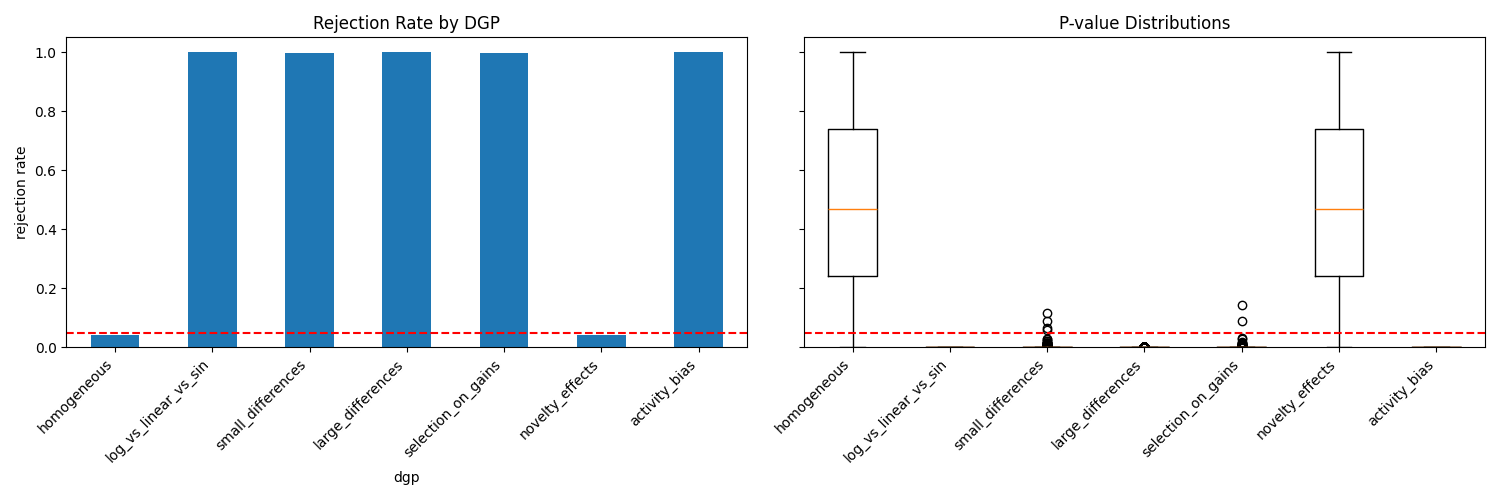 Rejection Rate by DGP
rejection rate
1.0
0.8
0.6
0.4
0.2
0.0
homogeneous
log_vs_linear_vs_sin
small_differences
large_differences
selection_on_gains
novelty_effects
activity_bias
dgp
P-value Distributions
homogeneous
log_vs_linear_vs_sin
small_differences
large_differences
selection_on_gains
novelty_effects
activity_bias